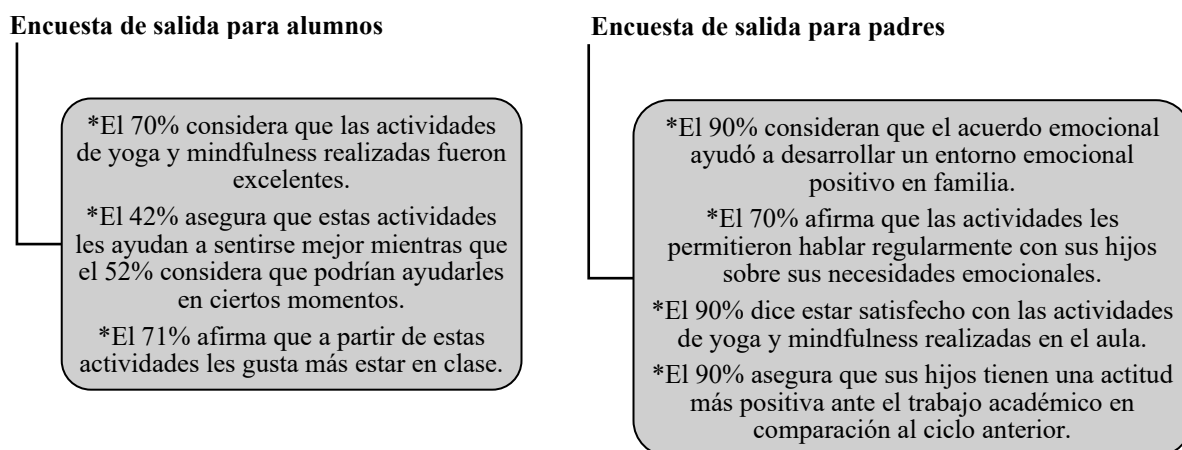 Encuesta de salida para alumnos
*El 70% considera que las actividades
de yoga y mindfulness realizadas fueron
excelentes.
*El 42% asegura que estas actividades
les ayudan a sentirse mejor mientras que
el 52% considera que podrían ayudarles
en ciertos momentos.
*El 71% afirma que a partir de estas
actividades les gusta más estar en clase.
Encuesta de salida para padres
*El 90% consideran que el acuerdo emocional
ayudó a desarrollar un entorno emocional
positivo en familia.
*El 70% afirma que las actividades les
permitieron hablar regularmente con sus hijos
sobre sus necesidades emocionales.
*El 90% dice estar satisfecho con las actividades
de yoga y mindfulness realizadas en el aula.
*El 90% asegura que sus hijos tienen una actitud
más positiva ante el trabajo académico en
comparación al ciclo anterior.